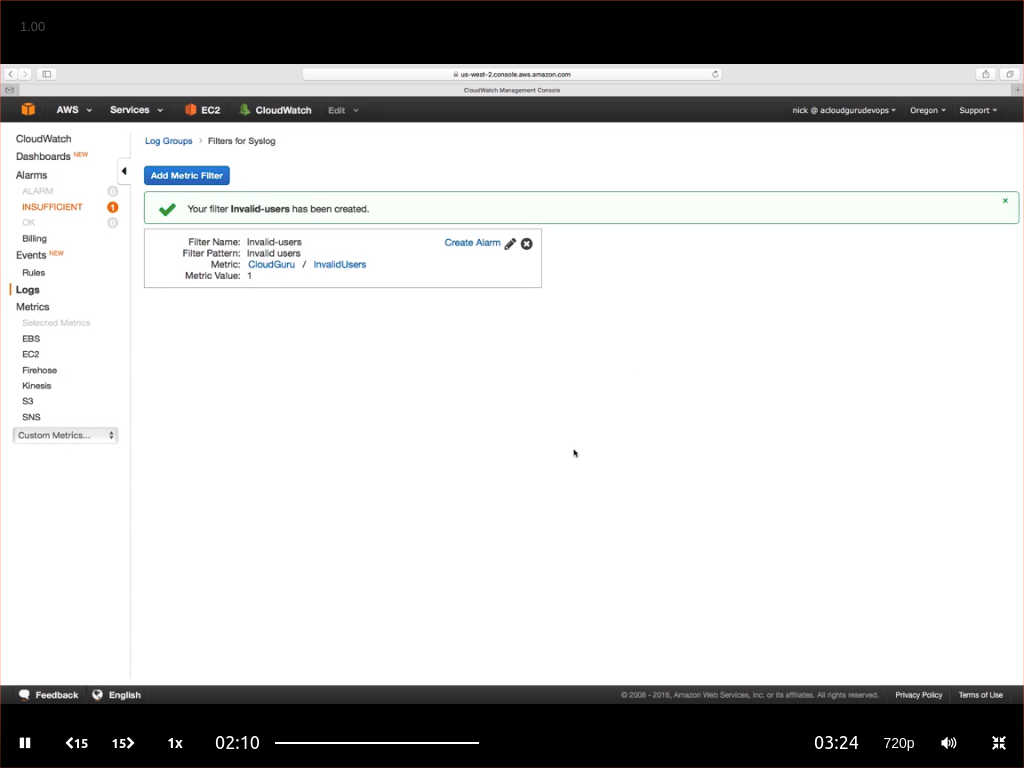 1.00
us-west-2.console.aws.amazon.com
CloudWatch Management Console
AWS Services EC2 CloudWatch Edit nick @ acloudgurudevops Oregon Support
CloudWatch
Dashboards NEW
Alarms
ALARM 0
INSUFFICIENT 1
OK 0
Billing
Events NEW
Rules
Logs
Metrics
Selected Metrics
EBS
EC2
Firehose
Kinesis
S3
SNS
Custom Metrics...
Log Groups > Filters for Syslog
Add Metric Filter
Your filter Invalid-users has been created.
Filter Name: Invalid-users
Create Alarm
Filter Pattern: Invalid users
Metric: CloudGuru / InvalidUsers
Metric Value: 1
Feedback English © 2008 - 2016, Amazon Web Services, Inc. or its affiliates. All rights reserved. Privacy Policy Terms of Use
15 15 1x 02:10 03:24 720p